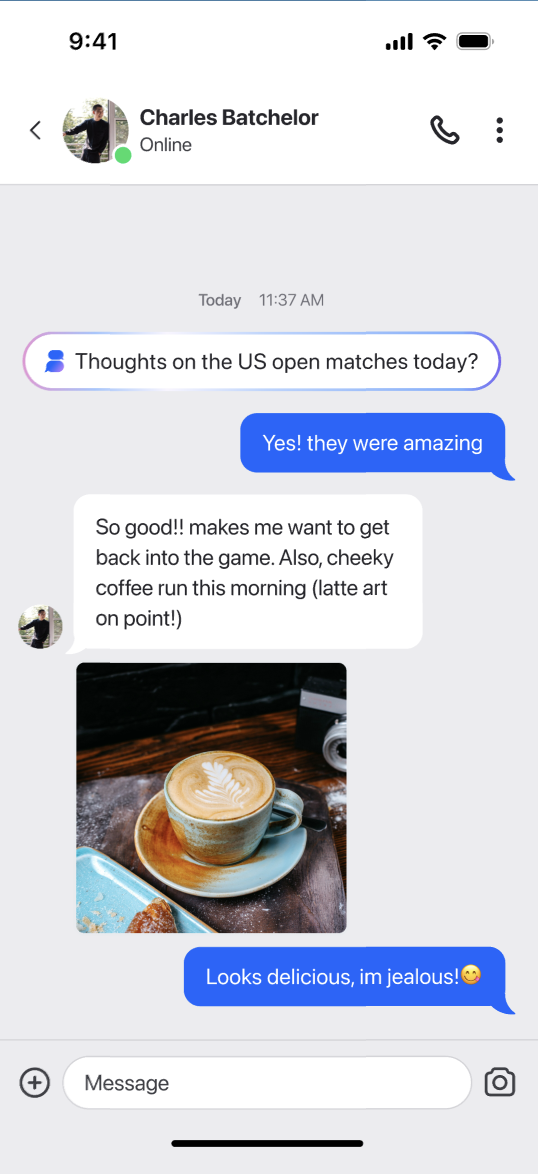 9:41
Charles Batchelor
Online
Today 11:37 AM
Thoughts on the US open matches today?
Yes! they were amazing
So good!! makes me want to get
back into the game. Also, cheeky
coffee run this morning (latte art
on point!)
Looks delicious, im jealous!😋
Message